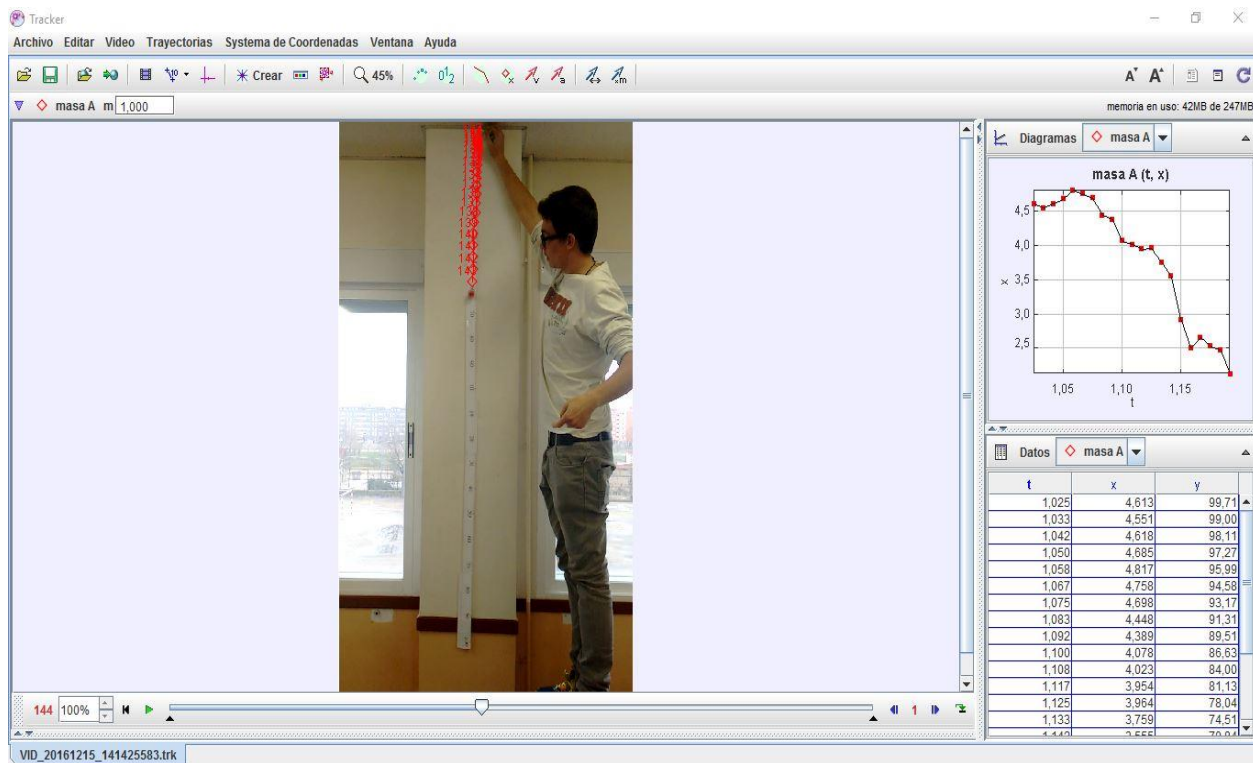 Tracker
Archivo Editar Video Trayectorias Systema de Coordenadas Ventana Ayuda
Crear 45%
masa A m 1,000 memoria en uso: 42MB de 247MB
Diagramas masa A
masa A (t, x)
4,5
4,0
3,5
x
3,0
2,5
1,05 1,10 1,15
t
Datos masa A
t x y
1,025 4,613 99,71
1,033 4,551 99,00
1,042 4,618 98,11
1,050 4,685 97,27
1,058 4,817 95,99
1,067 4,758 94,58
1,075 4,698 93,17
1,083 4,448 91,31
1,092 4,389 89,51
1,100 4,078 86,63
1,108 4,023 84,00
1,117 3,954 81,13
1,125 3,964 78,04
1,133 3,759 74,51
144 100% 1
VID_20161215_141425583.trk